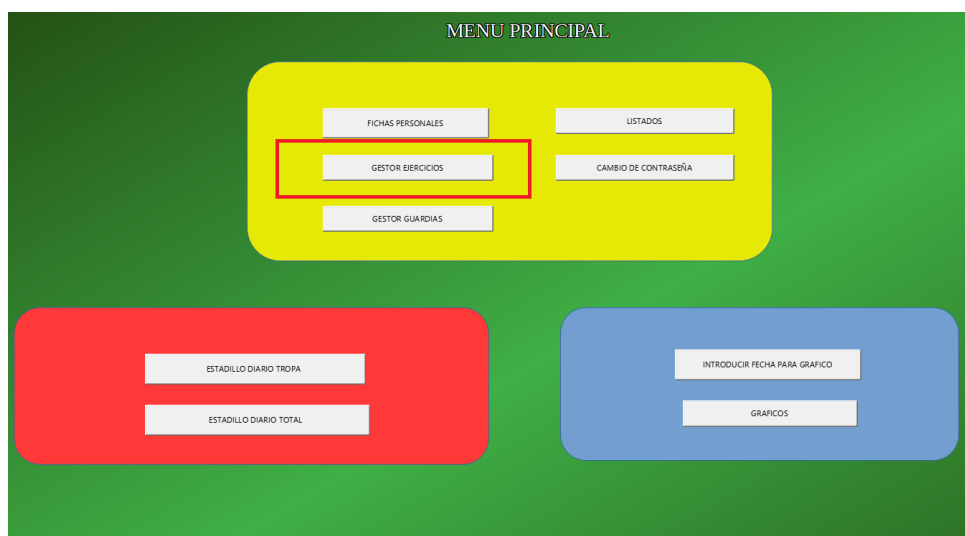 MENU PRINCIPAL
FICHAS PERSONALES
LISTADOS
GESTOR EJERCICIOS
CAMBIO DE CONTRASEÑA
GESTOR GUARDIAS
ESTADILLO DIARIO TROPA
INTRODUCIR FECHA PARA GRAFICO
ESTADILLO DIARIO TOTAL
GRAFICOS